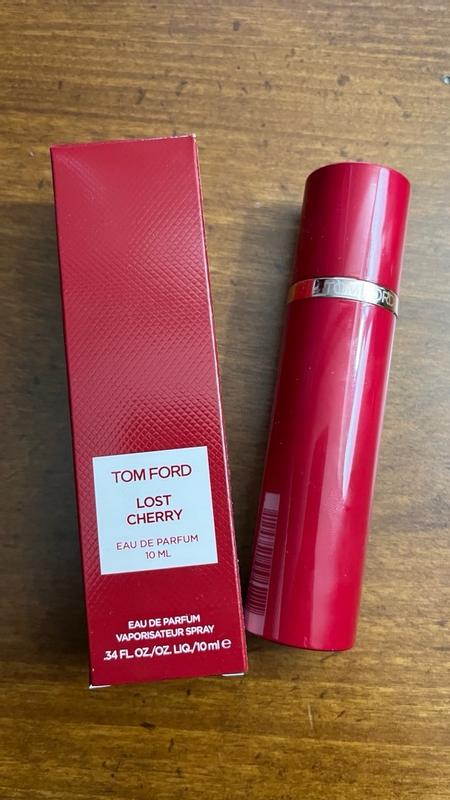 TOM FORD
LOST
CHERRY
EAU DE PARFUM
10 ML
EAU DE PARFUM
VAPORISATEUR SPRAY
.34 FL. OZ./OZ. LIQ./10 ml ℮
TOM FORD